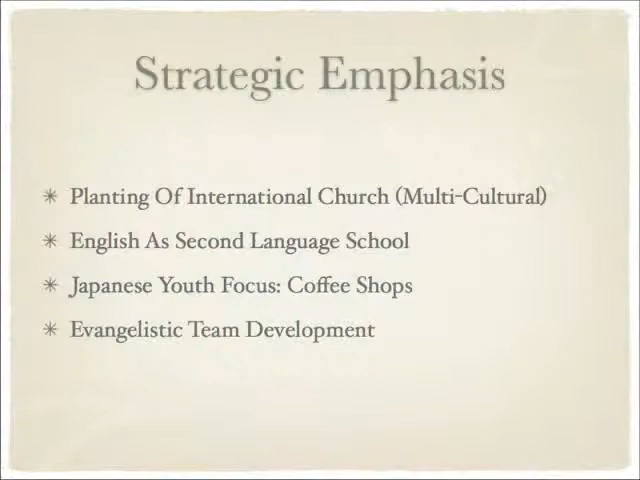 Strategic Emphasis
✴ Planting Of International Church (Multi-Cultural)
✴ English As Second Language School
✴ Japanese Youth Focus: Coffee Shops
✴ Evangelistic Team Development